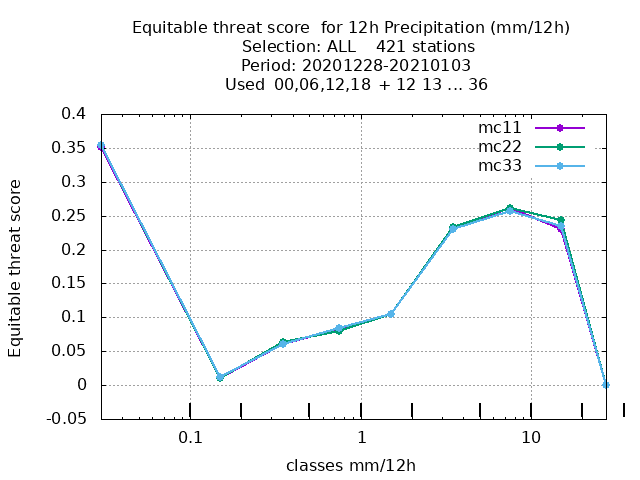 Equitable threat score  for 12h Precipitation (mm/12h)
Selection: ALL    421 stations
Period: 20201228-20210103
Used  00,06,12,18  + 12 13 ... 36
mc11
mc22
mc33
Equitable threat score
0.4
0.35
0.3
0.25
0.2
0.15
0.1
0.05
0
-0.05
0.1
1
10
classes mm/12h